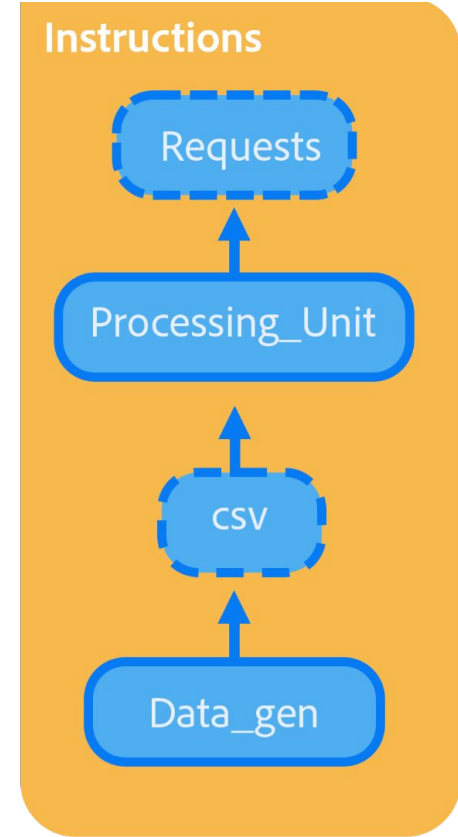 Instructions
Requests
Processing_Unit
csv
Data_gen